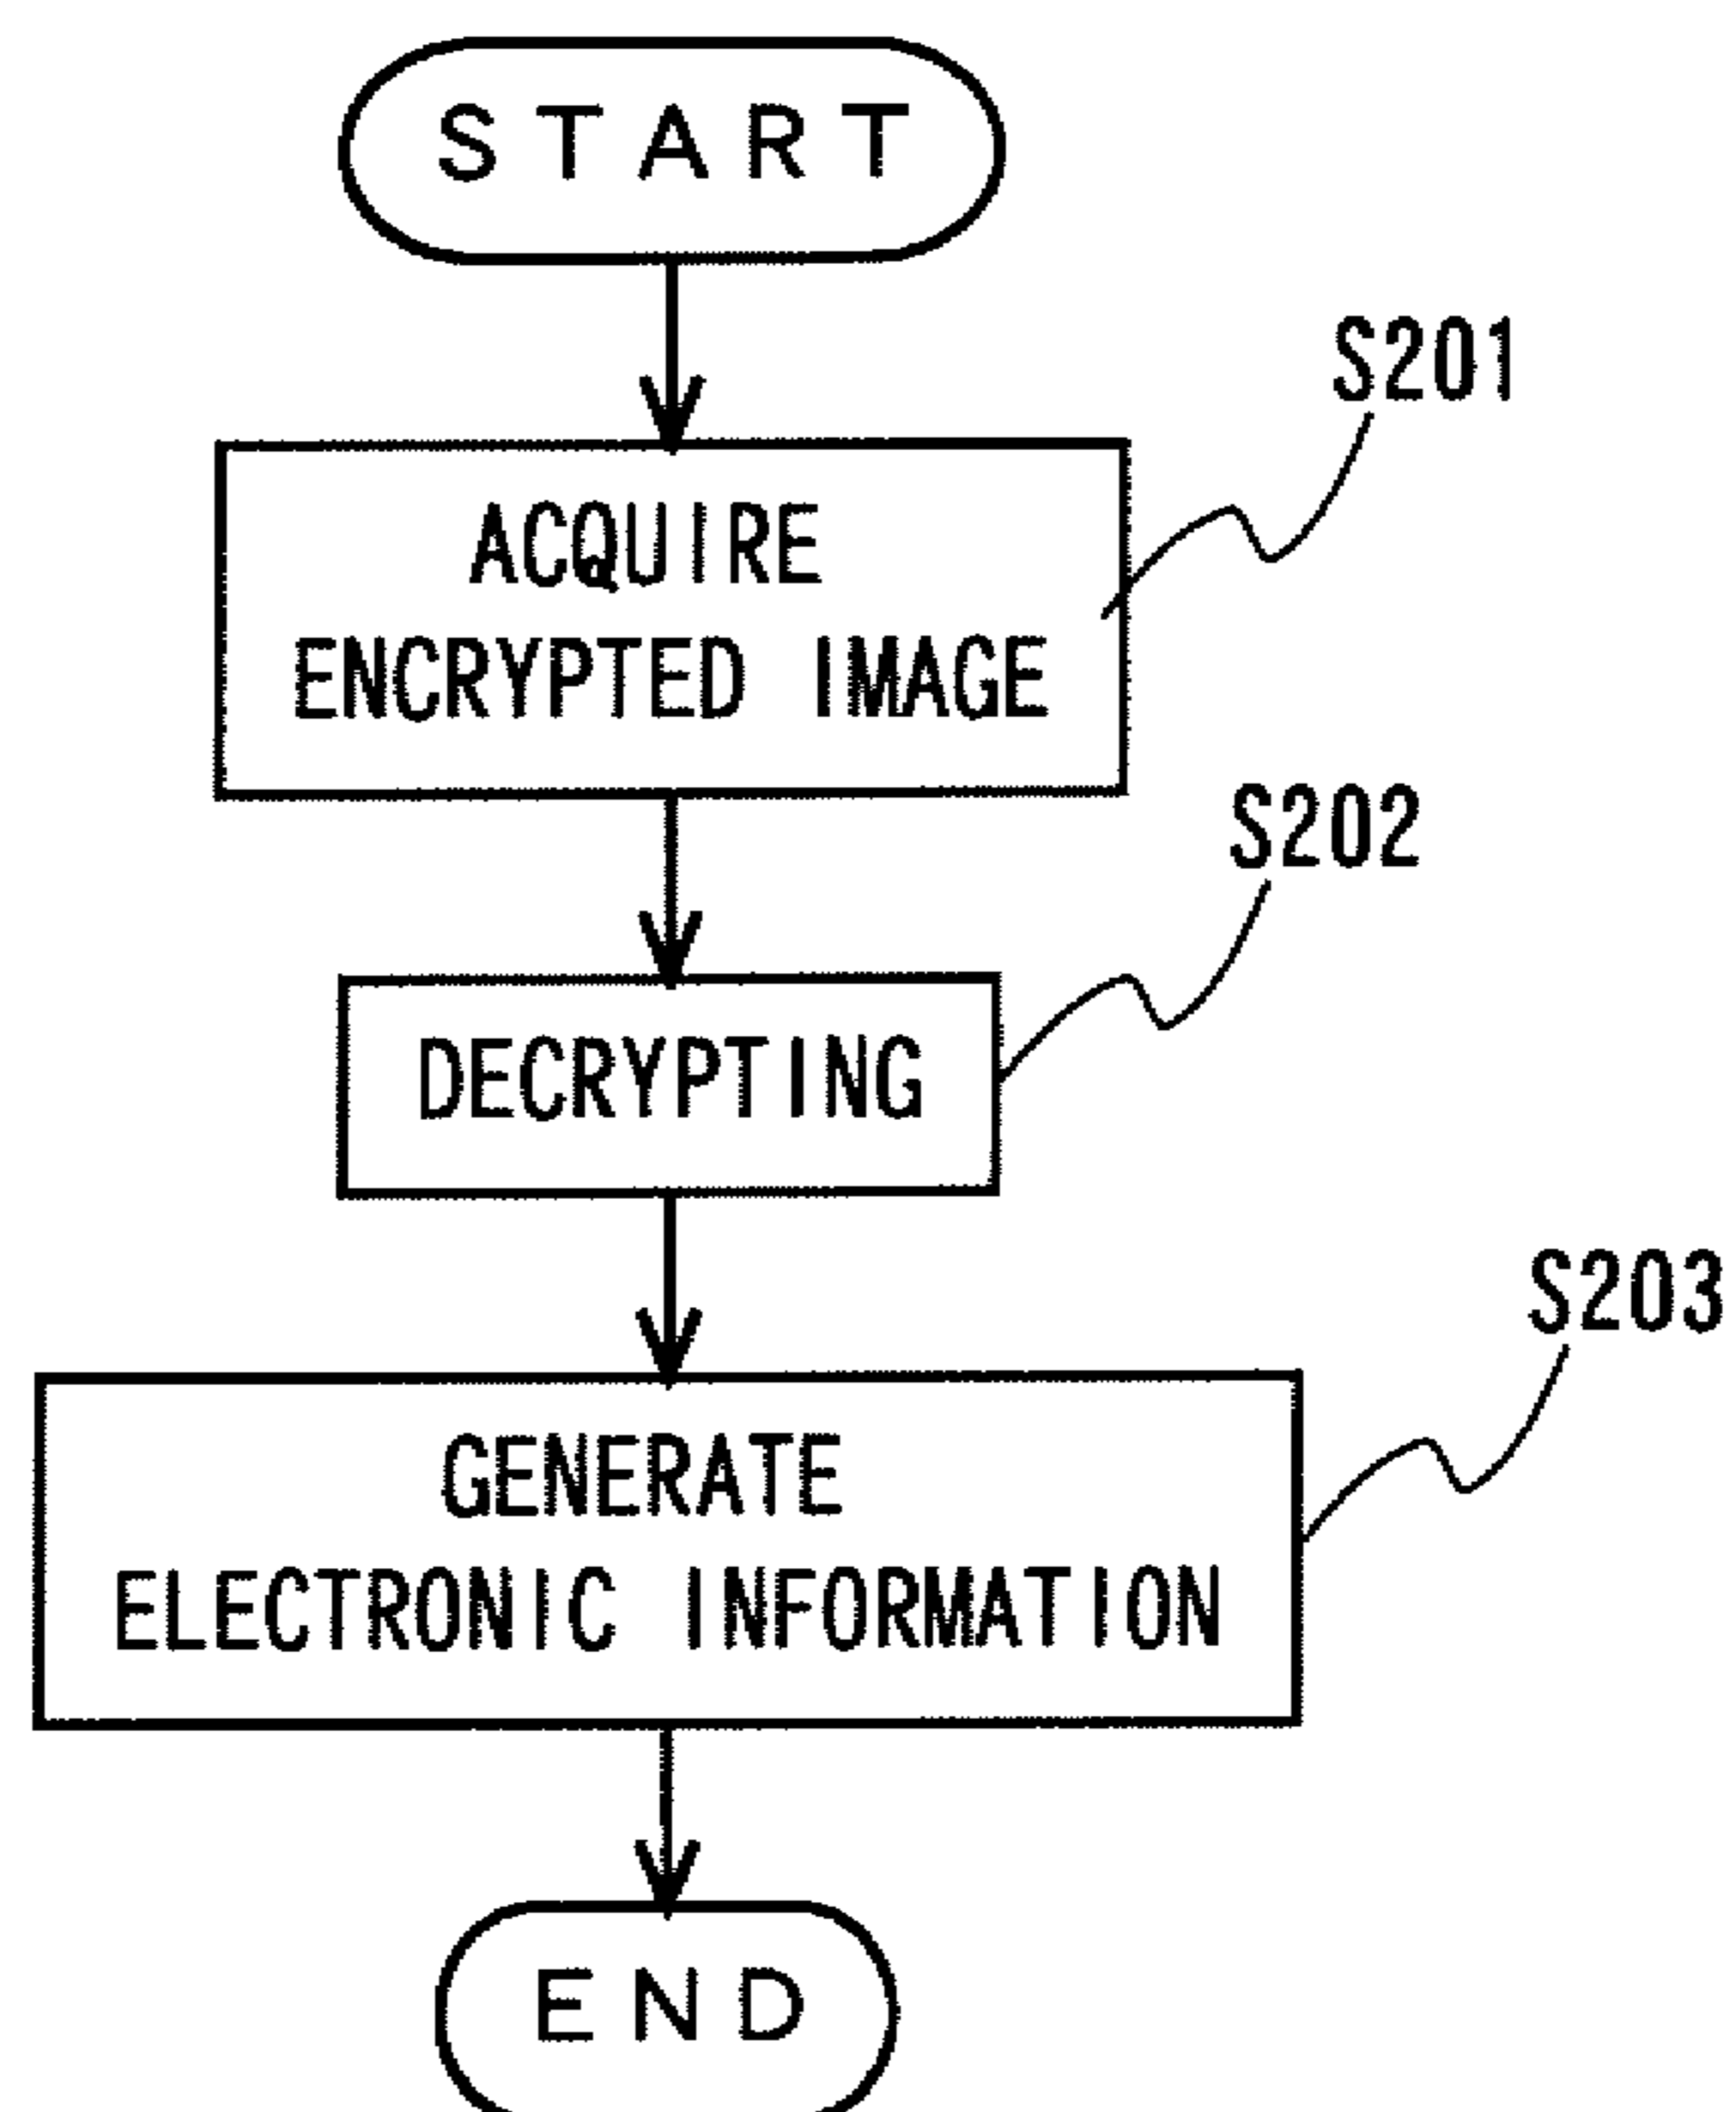 START
S201
ACQUIRE
ENCRYPTED IMAGE
S202
DECRYPTING
S203
GENERATE
ELECTRONIC INFORMATION
END